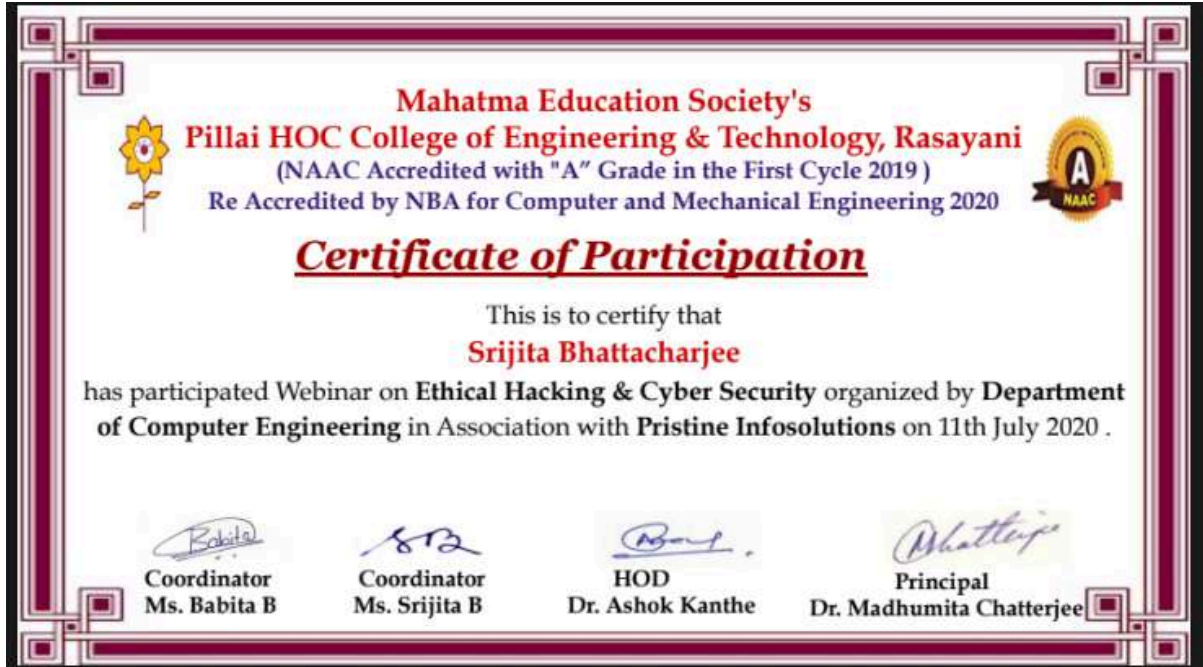 Mahatma Education Society's
Pillai HOC College of Engineering & Technology, Rasayani
(NAAC Accredited with "A" Grade in the First Cycle 2019 )
Re Accredited by NBA for Computer and Mechanical Engineering 2020
A
NAAC
Certificate of Participation
This is to certify that
Srijita Bhattacharjee
has participated Webinar on Ethical Hacking & Cyber Security organized by Department
of Computer Engineering in Association with Pristine Infosolutions on 11th July 2020 .
Babita
SRB
Coordinator
Ms. Babita B
Coordinator
Ms. Srijita B
HOD
Dr. Ashok Kanthe
Principal
Dr. Madhumita Chatterjee